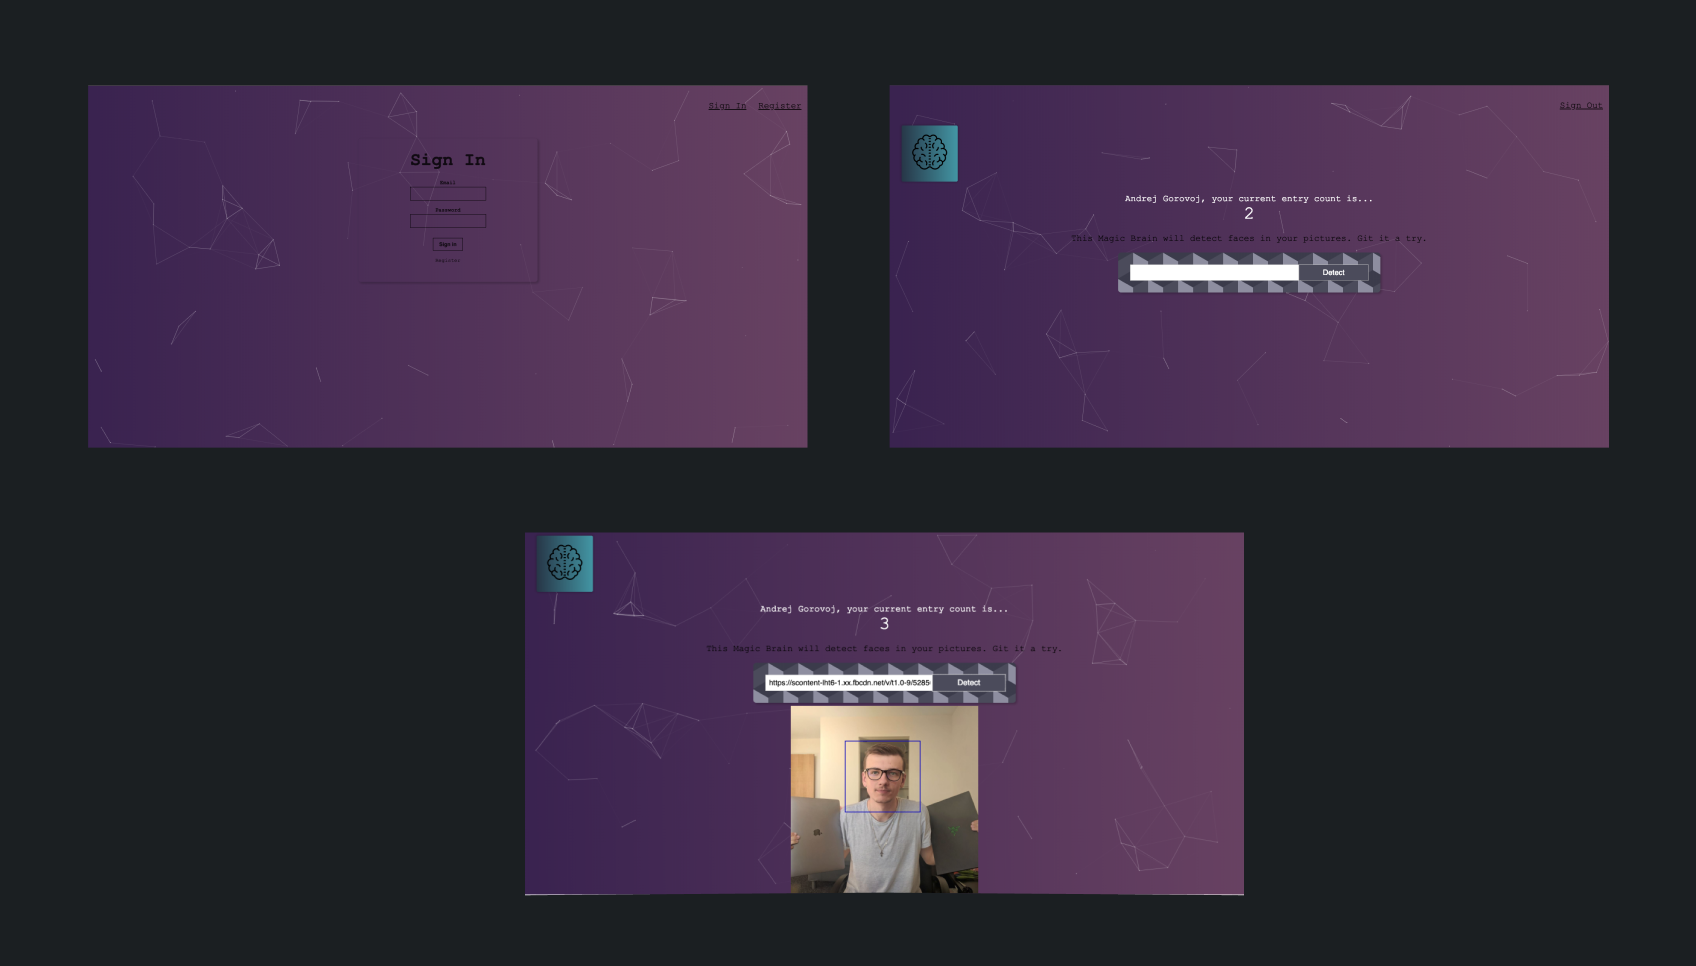 Sign In Register
Sign In
Email
Password
Sign in
Register
Sign Out
Andrej Gorovoj, your current entry count is...
2
This Magic Brain will detect faces in your pictures. Git it a try.
Detect
Andrej Gorovoj, your current entry count is...
3
This Magic Brain will detect faces in your pictures. Git it a try.
https://scontent-lht6-1.xx.fbcdn.net/v/t1.0-9/5285
Detect